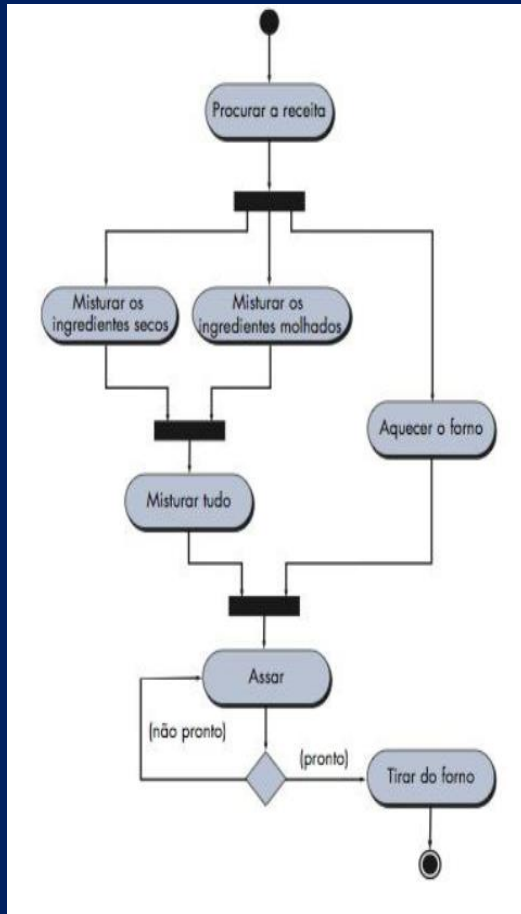 Procurar a receita
Misturar os
ingredientes secos
Misturar os
ingredientes molhados
Aquecer o forno
Misturar tudo
Assar
(não pronto)
(pronto)
Tirar do forno